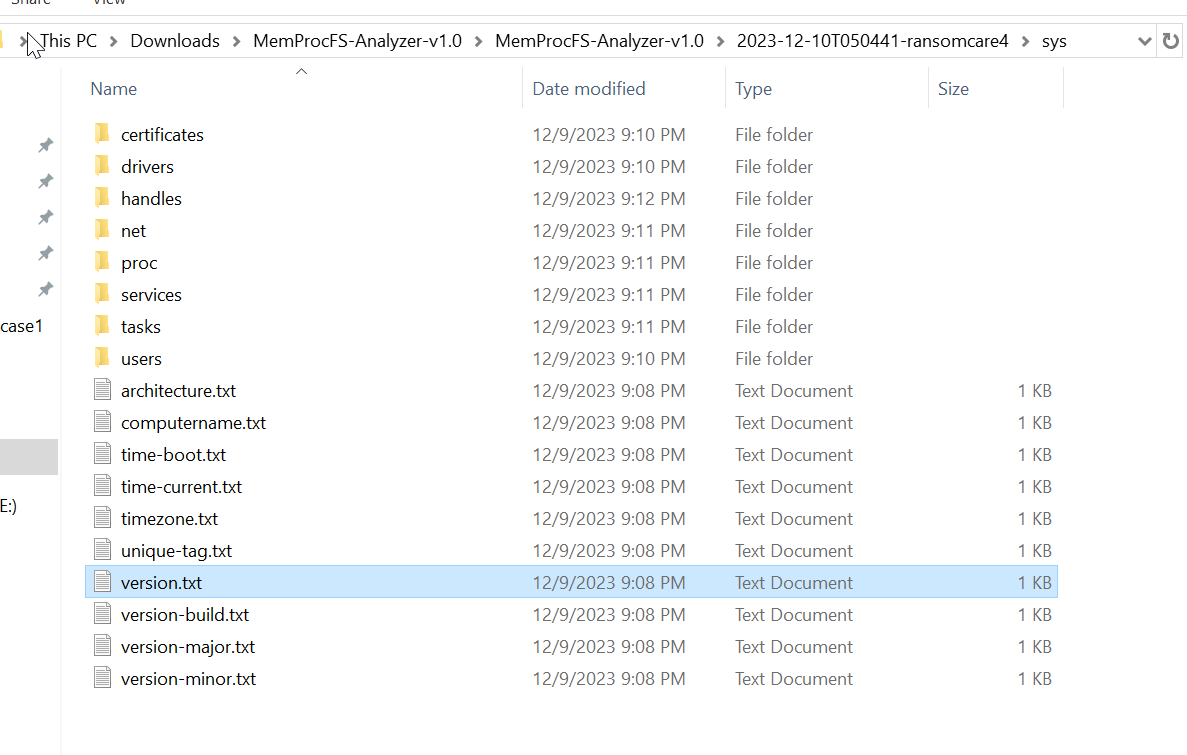 Share View
This PC > Downloads > MemProcFS-Analyzer-v1.0 > MemProcFS-Analyzer-v1.0 > 2023-12-10T050441-ransomcare4 > sys
Name Date modified Type Size
certificates 12/9/2023 9:10 PM File folder
drivers 12/9/2023 9:10 PM File folder
handles 12/9/2023 9:12 PM File folder
net 12/9/2023 9:11 PM File folder
proc 12/9/2023 9:11 PM File folder
services 12/9/2023 9:11 PM File folder
case1
tasks 12/9/2023 9:11 PM File folder
users 12/9/2023 9:10 PM File folder
architecture.txt 12/9/2023 9:08 PM Text Document 1 KB
computername.txt 12/9/2023 9:08 PM Text Document 1 KB
time-boot.txt 12/9/2023 9:08 PM Text Document 1 KB
time-current.txt 12/9/2023 9:08 PM Text Document 1 KB
E:)
timezone.txt 12/9/2023 9:08 PM Text Document 1 KB
unique-tag.txt 12/9/2023 9:08 PM Text Document 1 KB
version.txt 12/9/2023 9:08 PM Text Document 1 KB
version-build.txt 12/9/2023 9:08 PM Text Document 1 KB
version-major.txt 12/9/2023 9:08 PM Text Document 1 KB
version-minor.txt 12/9/2023 9:08 PM Text Document 1 KB